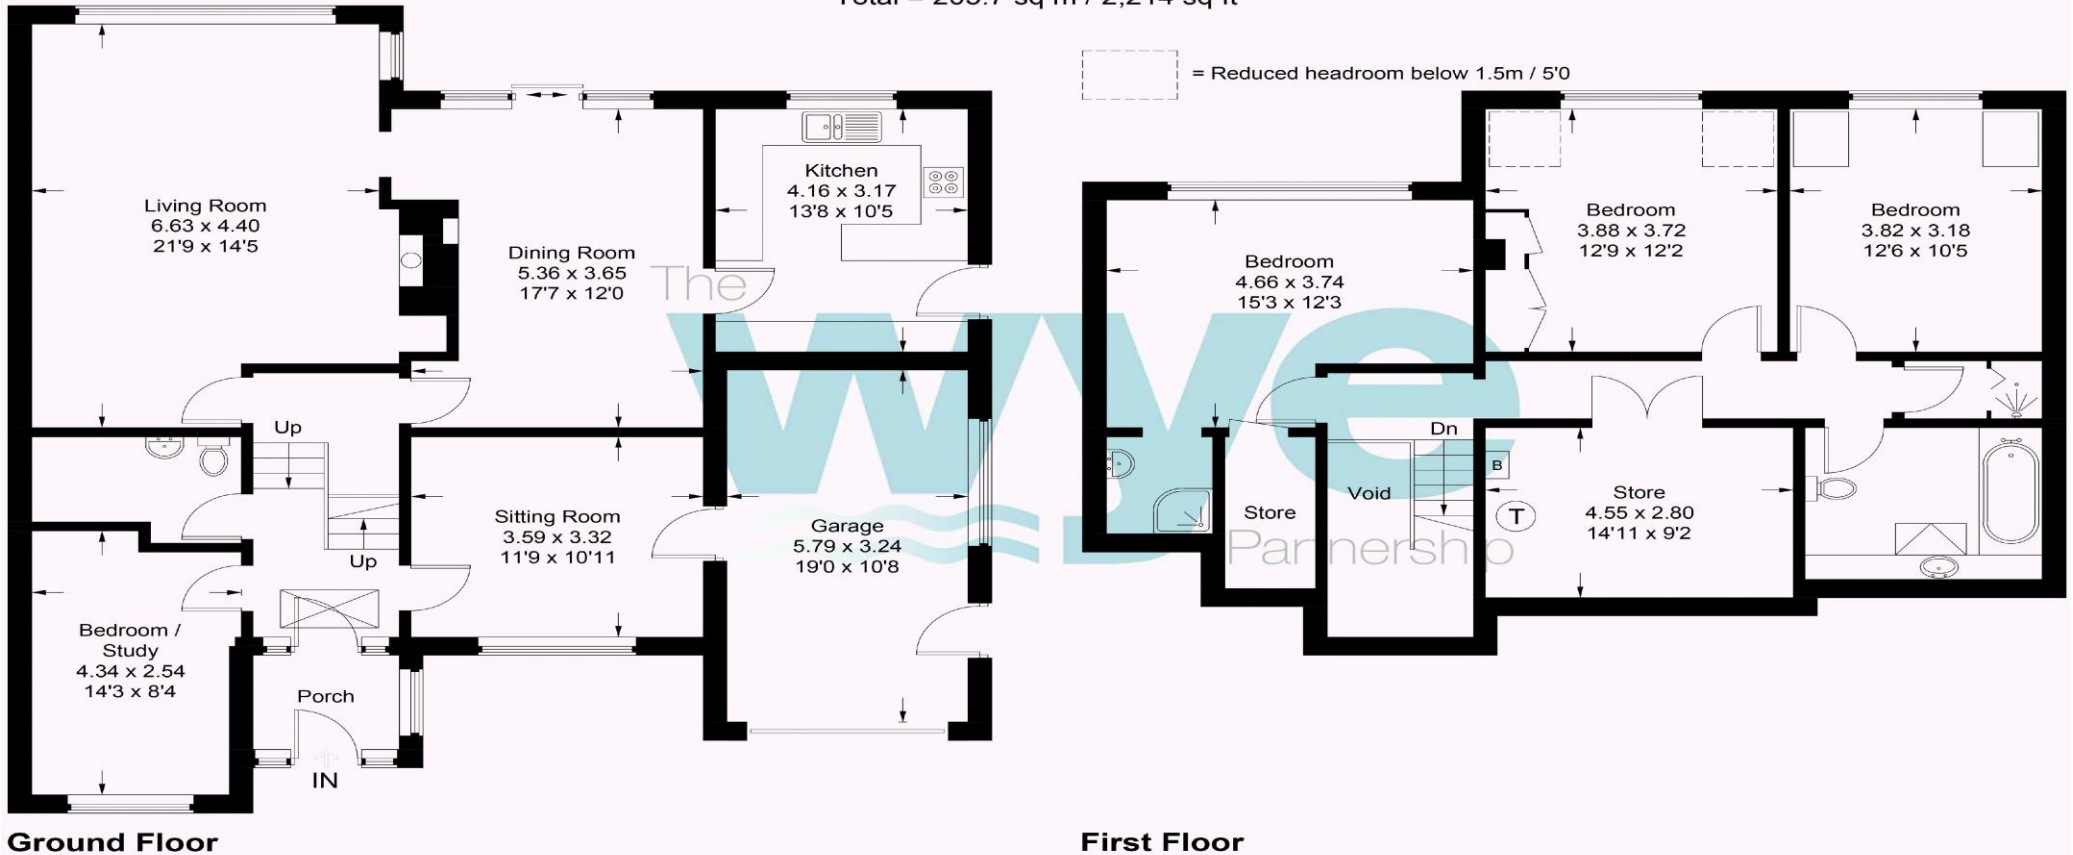 = Reduced headroom below 1.5m / 5'0
Living Room
6.63 x 4.40
21'9 x 14'5
Dining Room
5.36 x 3.65
17'7 x 12'0
Kitchen
4.16 x 3.17
13'8 x 10'5
Up
Up
Sitting Room
3.59 x 3.32
11'9 x 10'11
Garage
5.79 x 3.24
19'0 x 10'8
Bedroom /
Study
4.34 x 2.54
14'3 x 8'4
Porch
IN
Ground Floor
Bedroom
4.66 x 3.74
15'3 x 12'3
Bedroom
3.88 x 3.72
12'9 x 12'2
Bedroom
3.82 x 3.18
12'6 x 10'5
Dn
B
T
Void
Store
Store
4.55 x 2.80
14'11 x 9'2
First Floor
The
wye
Partnership